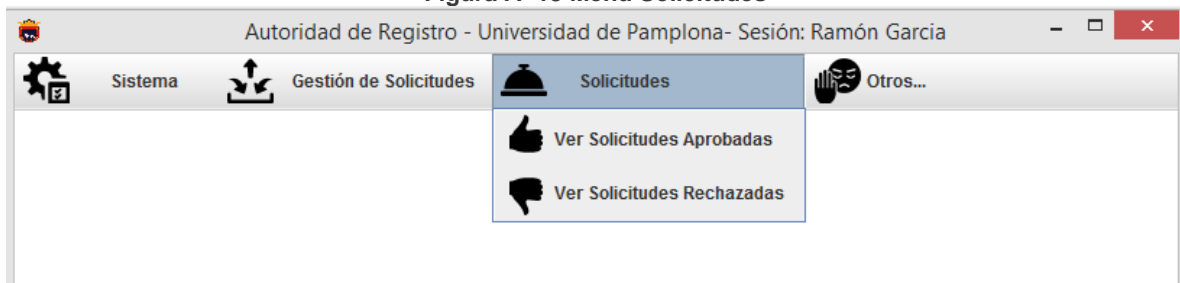 Autoridad de Registro - Universidad de Pamplona- Sesión: Ramón Garcia
Sistema Gestión de Solicitudes Solicitudes Otros...
Ver Solicitudes Aprobadas
Ver Solicitudes Rechazadas